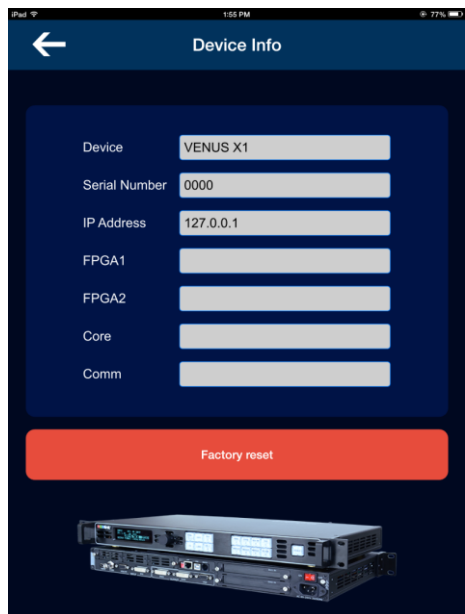 iPad 1:55 PM 77%
Device Info
Device VENUS X1
Serial Number 0000
IP Address 127.0.0.1
FPGA1
FPGA2
Core
Comm
Factory reset